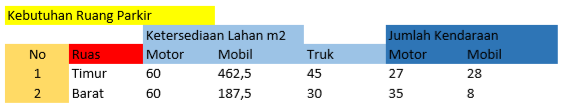 Kebutuhan Ruang Parkir
Ketersediaan Lahan m2 Jumlah Kendaraan
No Ruas Motor Mobil Truk Motor Mobil
1 Timur 60 462,5 45 27 28
2 Barat 60 187,5 30 35 8